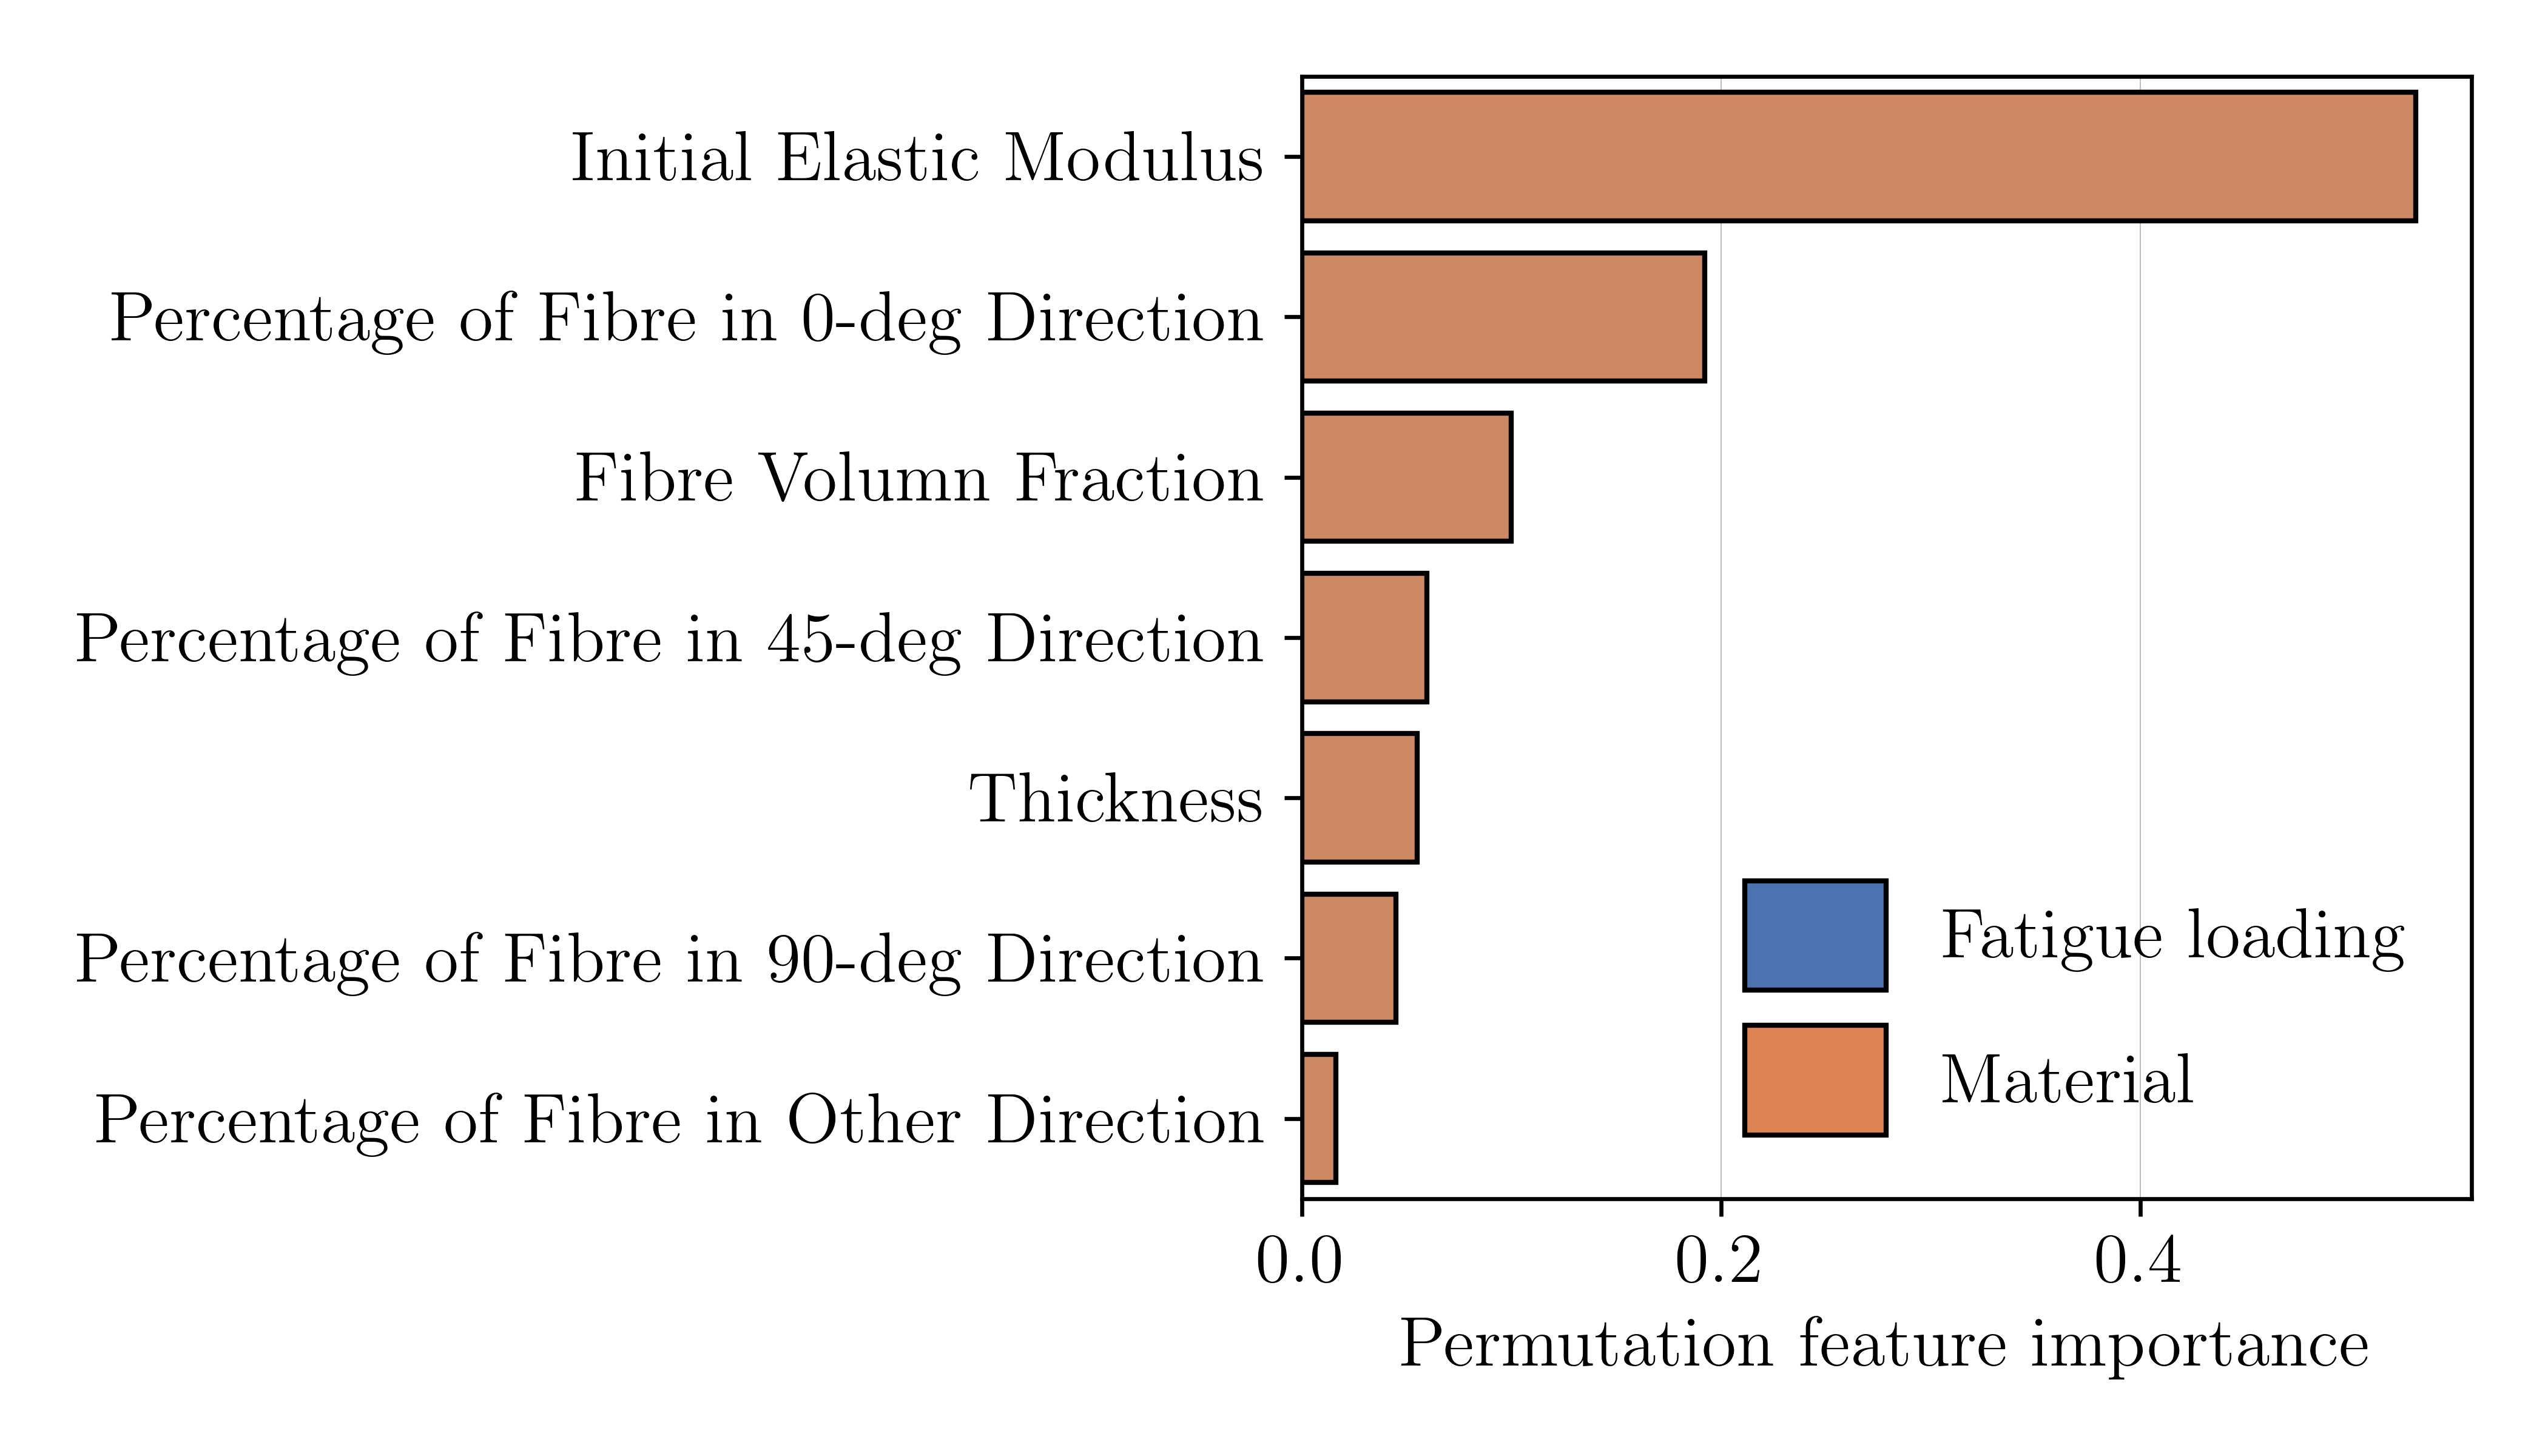 Initial Elastic Modulus
Percentage of Fibre in 0-deg Direction
Fibre Volumn Fraction
Percentage of Fibre in 45-deg Direction
Thickness
Percentage of Fibre in 90-deg Direction
Percentage of Fibre in Other Direction
Fatigue loading
Material
0.0 0.2 0.4
Permutation feature importance